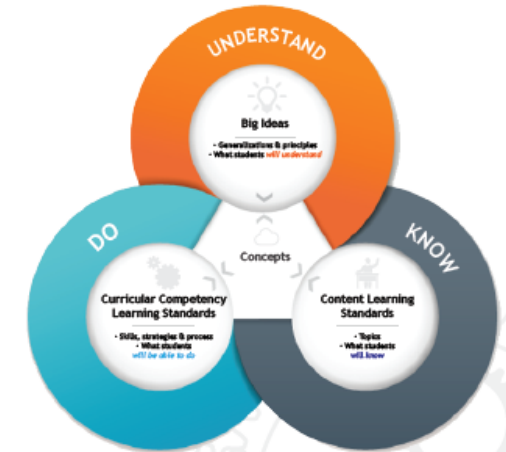 UNDERSTAND
Big Ideas
- Generalizations & principles
- What students will understand
Concepts
DO
Curricular Competency
Learning Standards
- Skills, strategies & process
- What students
will be able to do
KNOW
Content Learning
Standards
- Topics
- What students
will know